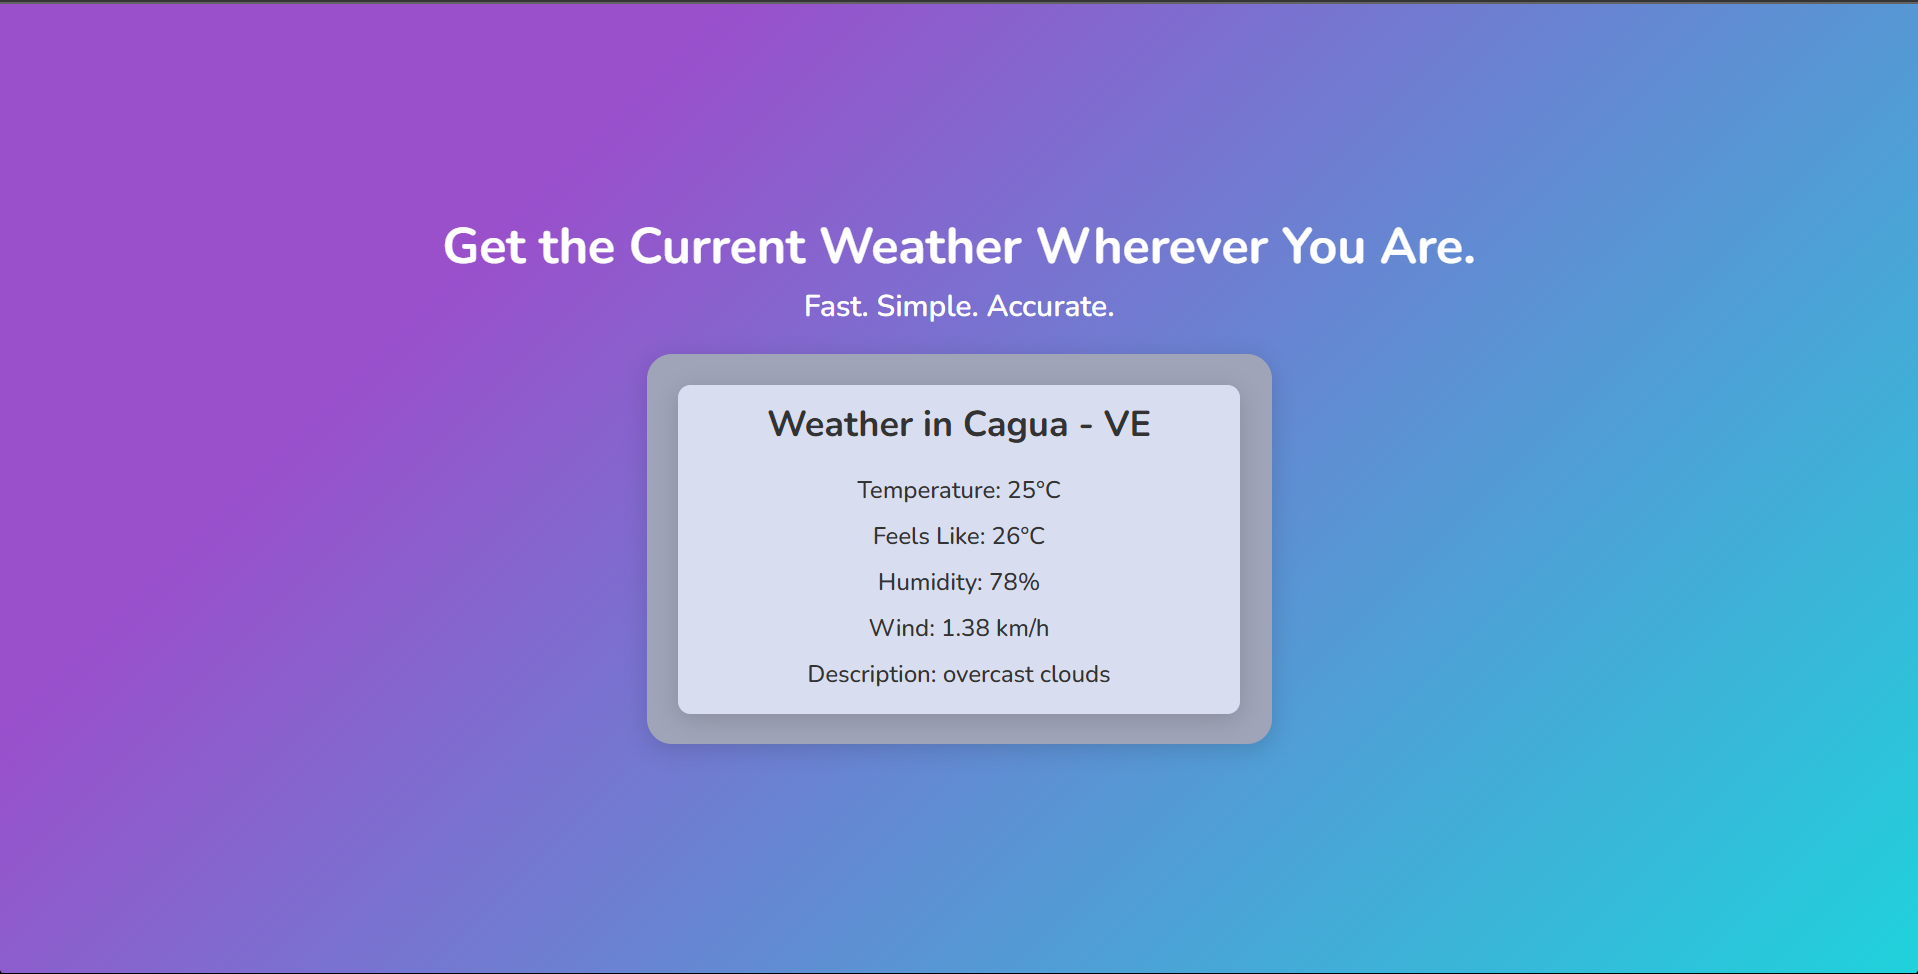 Get the Current Weather Wherever You Are.
Fast. Simple. Accurate.
Weather in Cagua - VE
Temperature: 25°C
Feels Like: 26°C
Humidity: 78%
Wind: 1.38 km/h
Description: overcast clouds